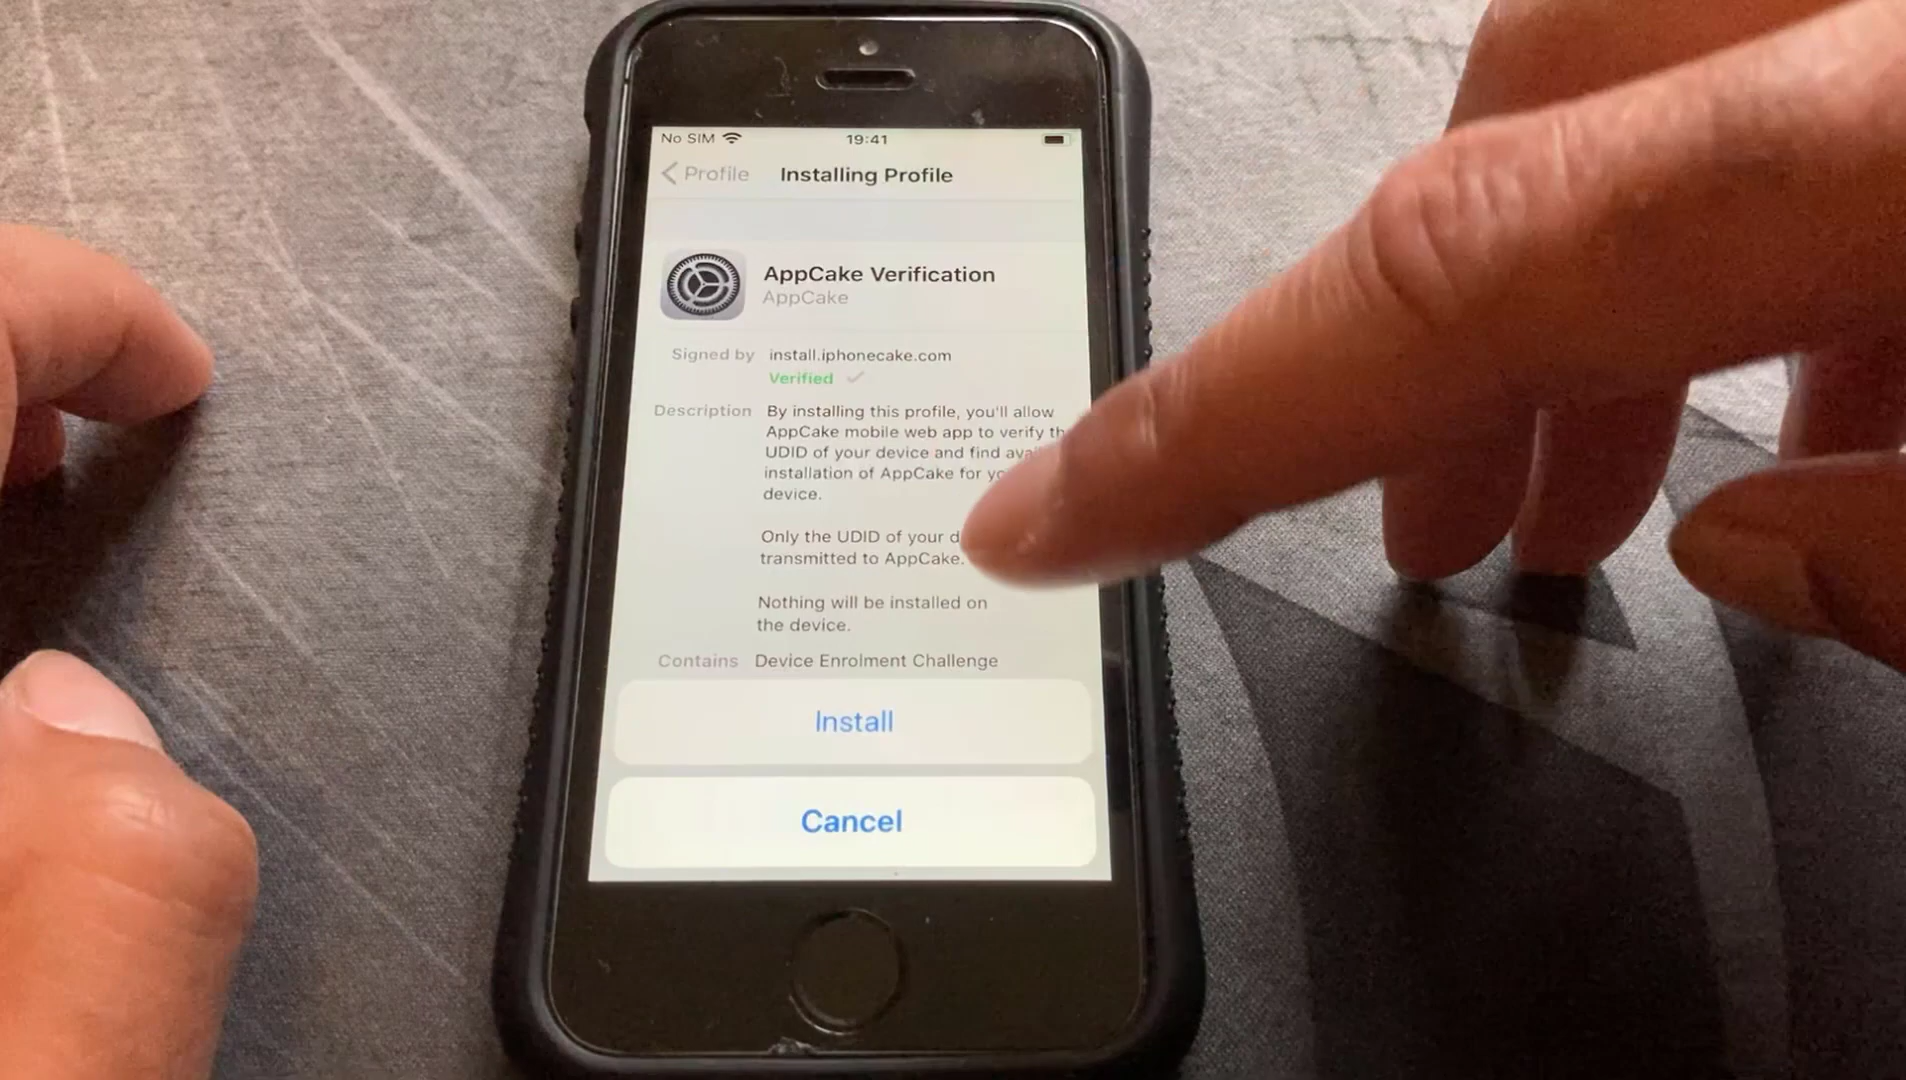 No SIM 19:41
Profile Installing Profile
AppCake Verification
AppCake
Signed by install.iphonecake.com
Verified
Description By installing this profile, you'll allow
AppCake mobile web app to verify
UDID of your device and find
installation of AppCake for
device.
Only the UDID of your
transmitted to AppCake.
Nothing will be installed on
the device.
Contains Device Enrolment Challenge
Install
Cancel